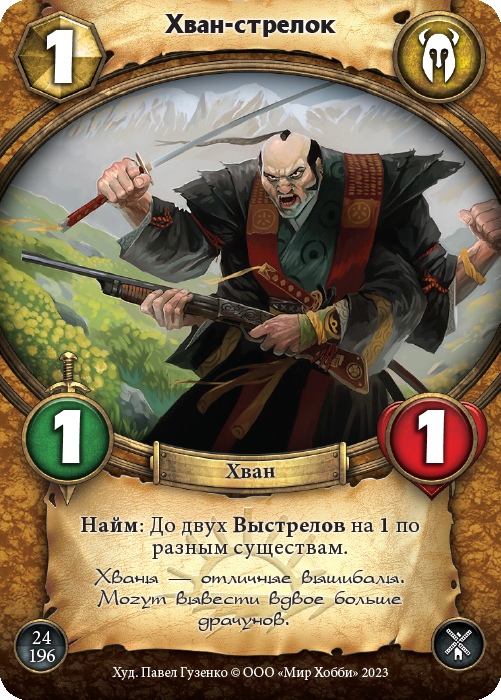 Хван-стрелок
1
1
1
Хван
Найм: До двух Выстрелов на 1 по
разным существам.
Хваны — отличные вышибалы.
Могут вывести вдвое больше
драчунов.
24
196
Худ. Павел Гузенко © ООО «Мир Хобби» 2023